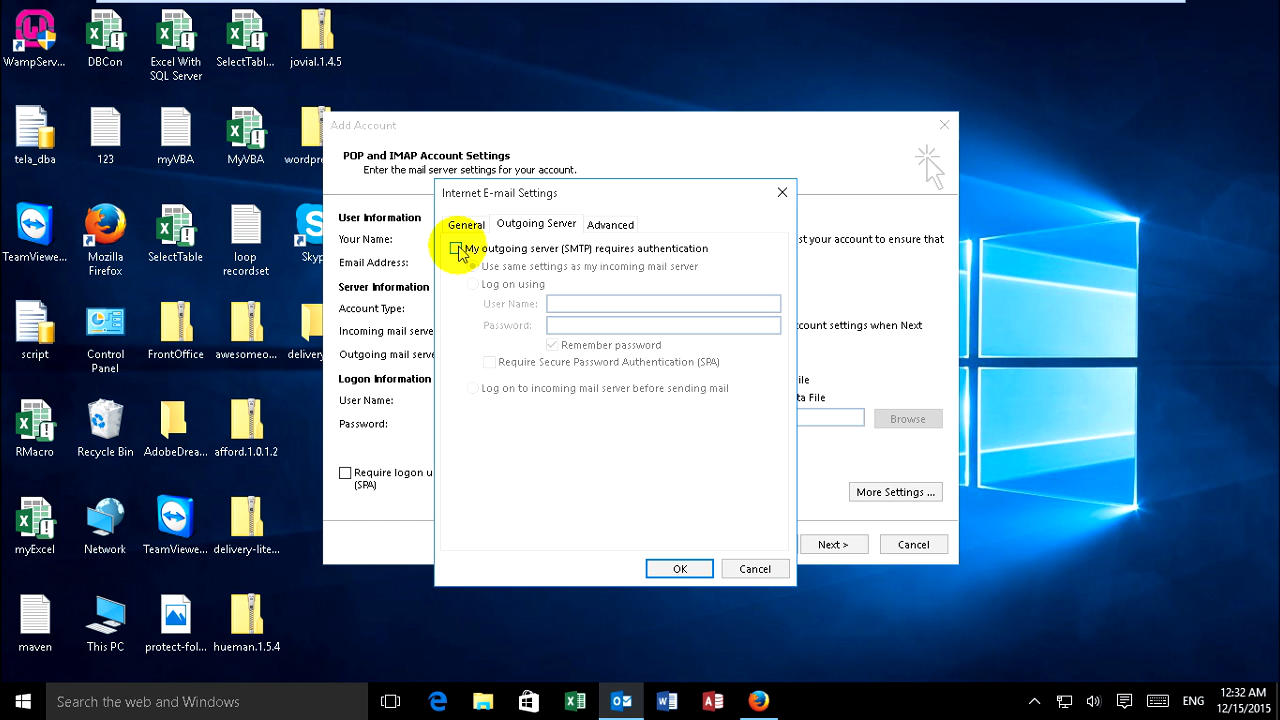 WampServ...
DBCon
Excel With
SQL Server
SelectTabl...
jovial.1.4.5
tela_dba
123
myVBA
MyVBA
wordpre
TeamViewe...
Mozilla
Firefox
SelectTable
loop
recordset
Sky
script
Control
Panel
FrontOffice
awesomeo...
delivery
RMacro
Recycle Bin
AdobeDrea...
afford.1.0.1.2
myExcel
Network
TeamViewe...
delivery-lite...
maven
This PC
protect-fol...
hueman.1.5.4
Add Account
POP and IMAP Account Settings
Enter the mail server settings for your account.
User Information
Your Name:
Email Address:
Server Information
Account Type:
Incoming mail serve
Outgoing mail serve
Logon Information
User Name:
Password:
Require logon u
(SPA)
st your account to ensure that
count settings when Next
ile
ta File
Browse
More Settings ...
Next >
Cancel
Internet E-mail Settings
General
Outgoing Server
Advanced
My outgoing server (SMTP) requires authentication
Use same settings as my incoming mail server
Log on using
User Name:
Password:
Remember password
Require Secure Password Authentication (SPA)
Log on to incoming mail server before sending mail
OK
Cancel
Search the web and Windows
ENG
12:32 AM
12/15/2015